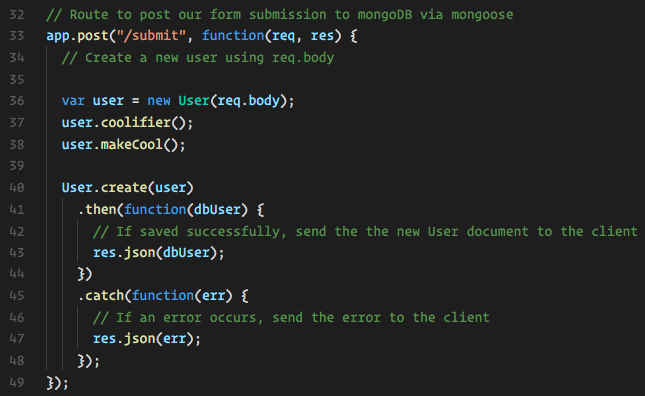 32 // Route to post our form submission to mongoDB via mongoose
33 app.post("/submit", function(req, res) {
34   // Create a new user using req.body
35
36   var user = new User(req.body);
37   user.coolifier();
38   user.makeCool();
39
40   User.create(user)
41     .then(function(dbUser) {
42       // If saved successfully, send the the new User document to the client
43       res.json(dbUser);
44     })
45     .catch(function(err) {
46       // If an error occurs, send the error to the client
47       res.json(err);
48     });
49 });